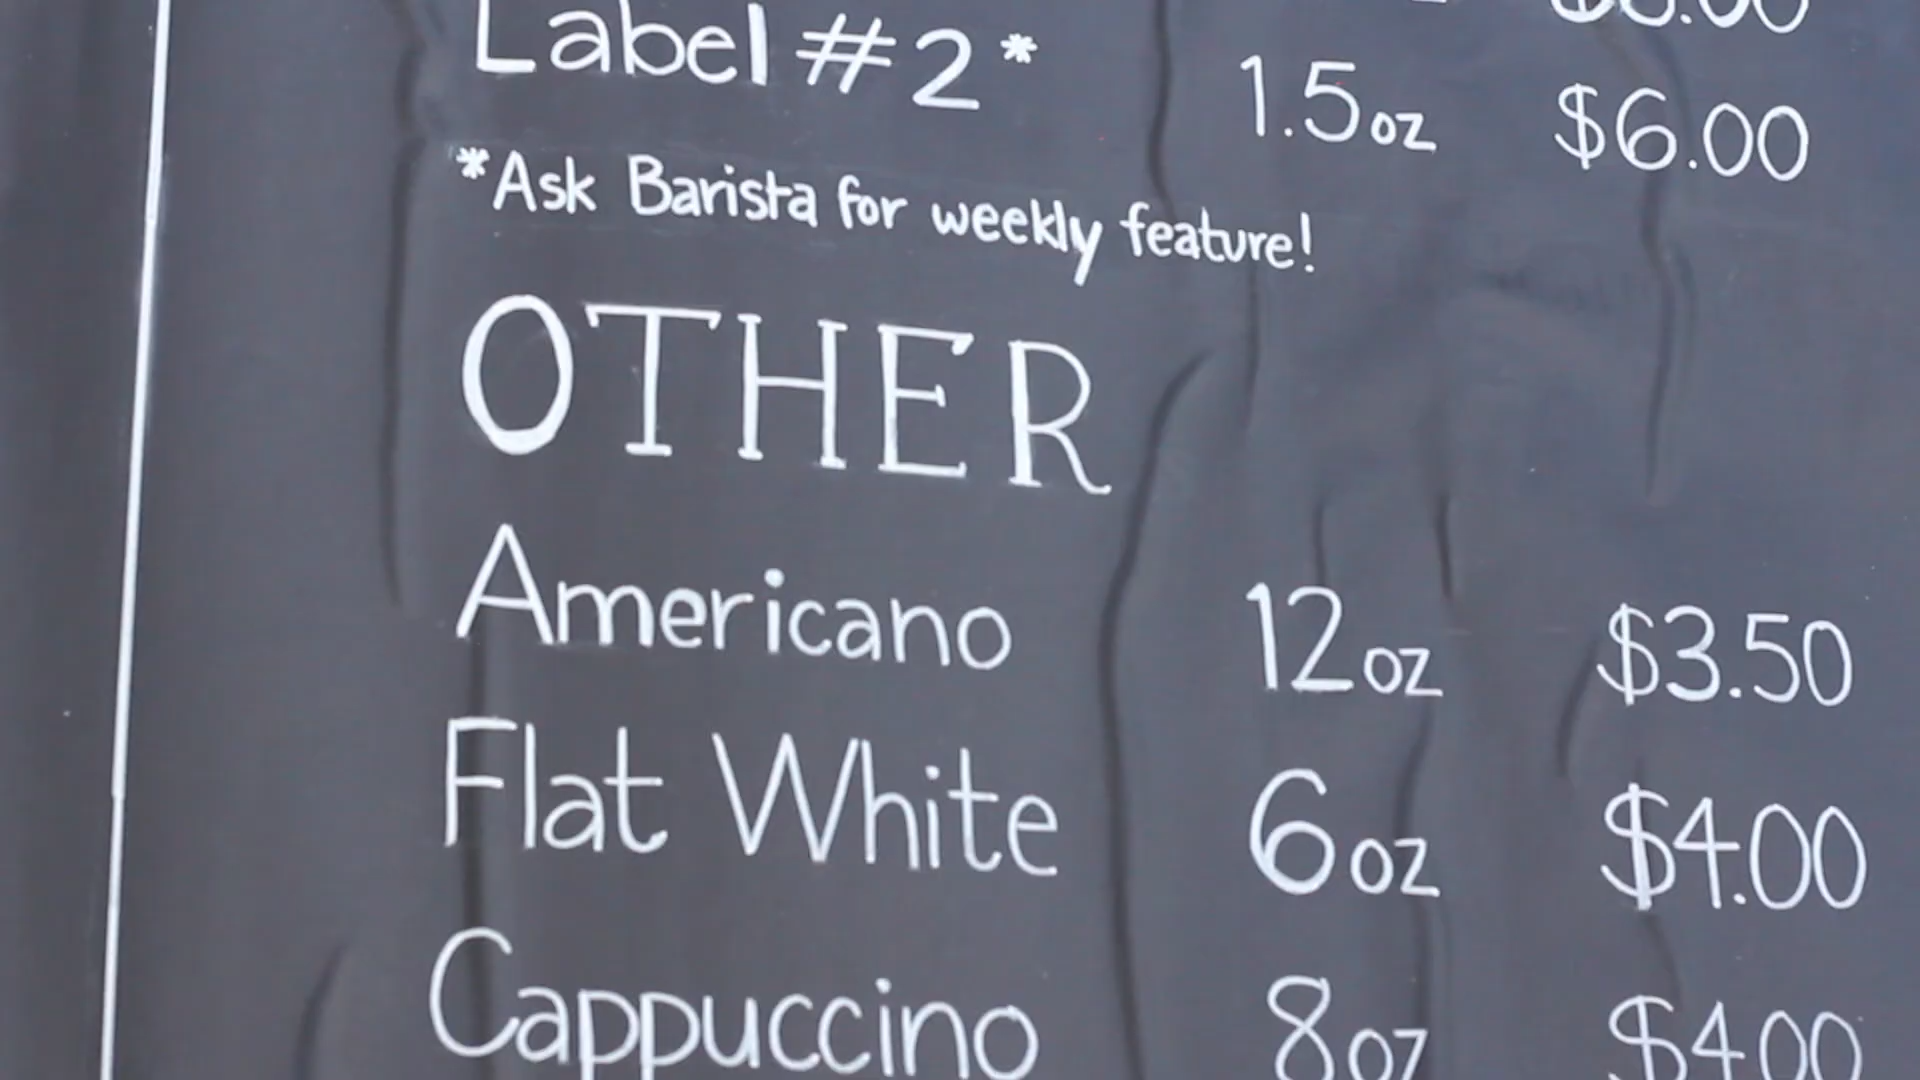 Label #2* 1.5oz $6.00
*Ask Barista for weekly feature!
OTHER
Americano 12oz $3.50
Flat White 6oz $4.00
Cappuccino 8oz $4.00